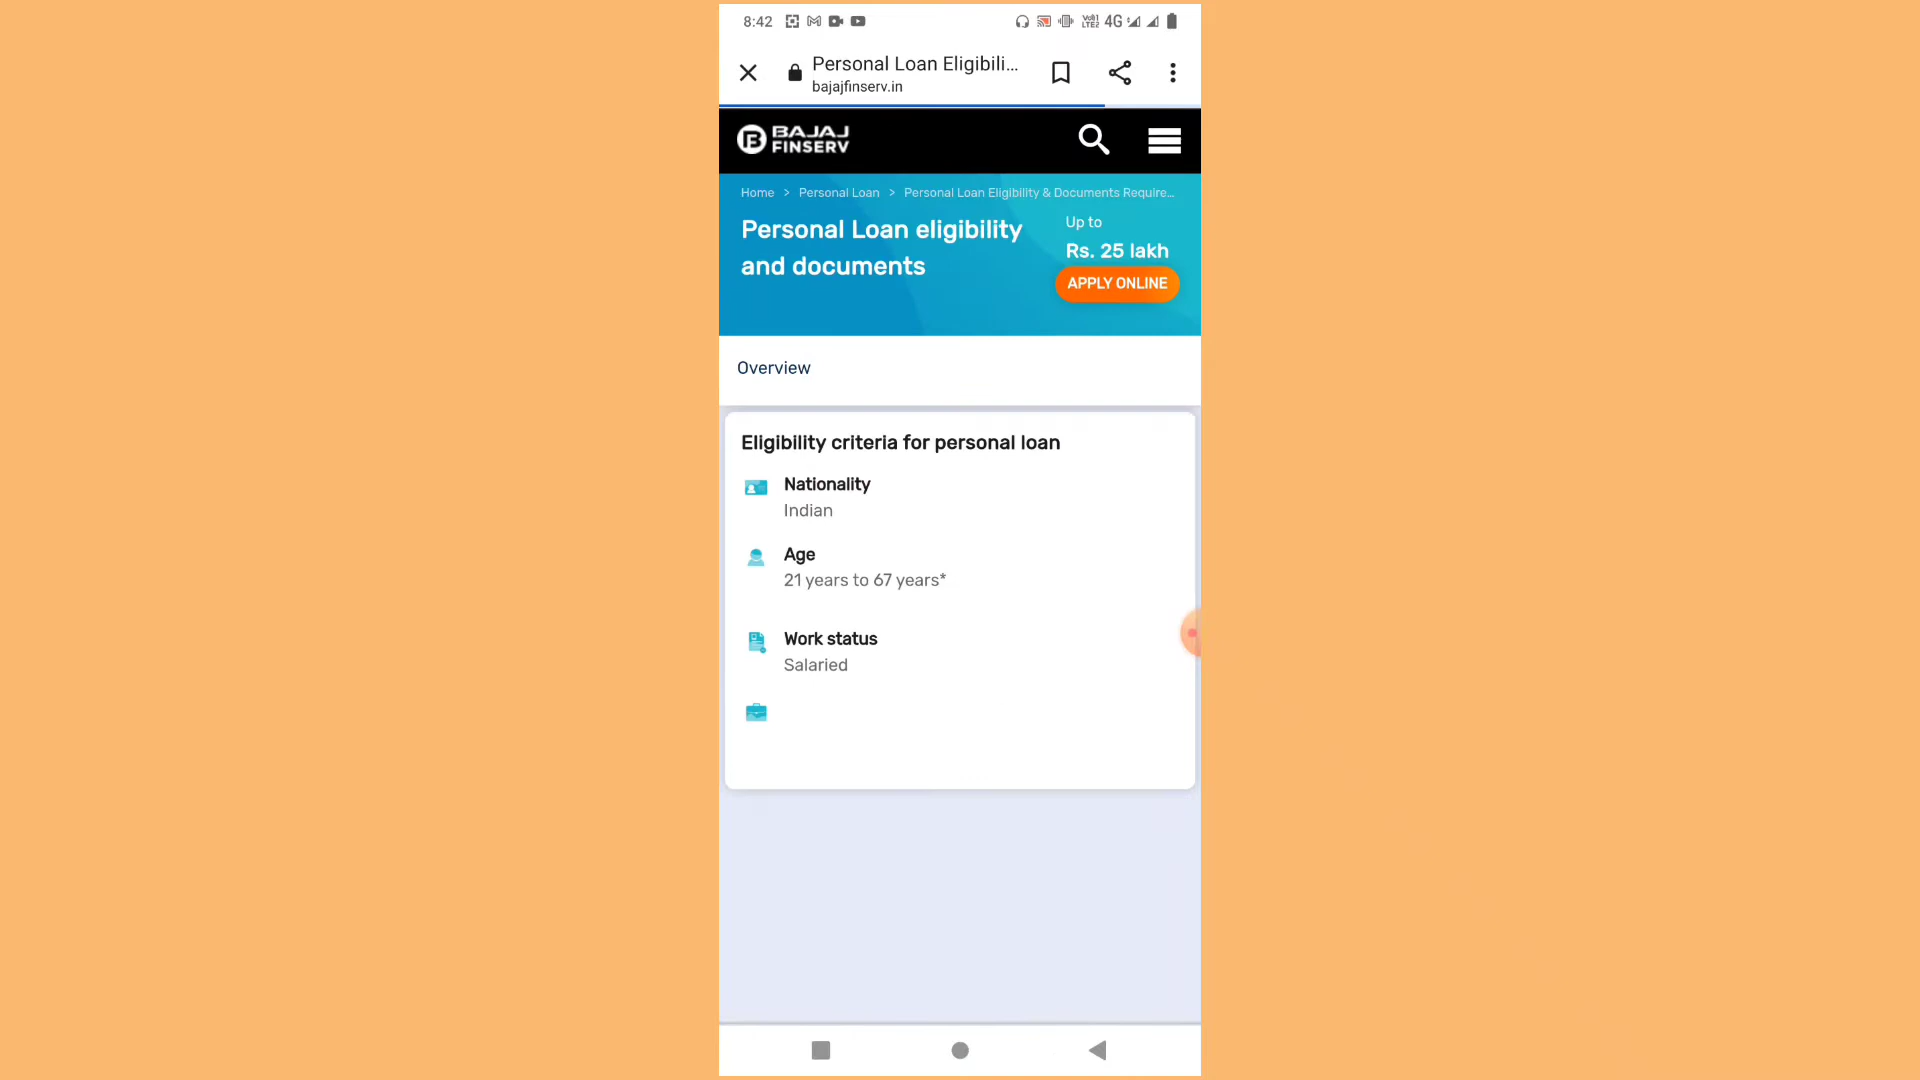 8:42
Vo)) 4G
LTE2
Personal Loan Eligibili...
bajajfinserv.in
BAJAJ
FINSERV
Home > Personal Loan > Personal Loan Eligibility & Documents Require...
Personal Loan eligibility
and documents
Up to
Rs. 25 lakh
APPLY ONLINE
Overview
Eligibility criteria for personal loan
Nationality
Indian
Age
21 years to 67 years*
Work status
Salaried